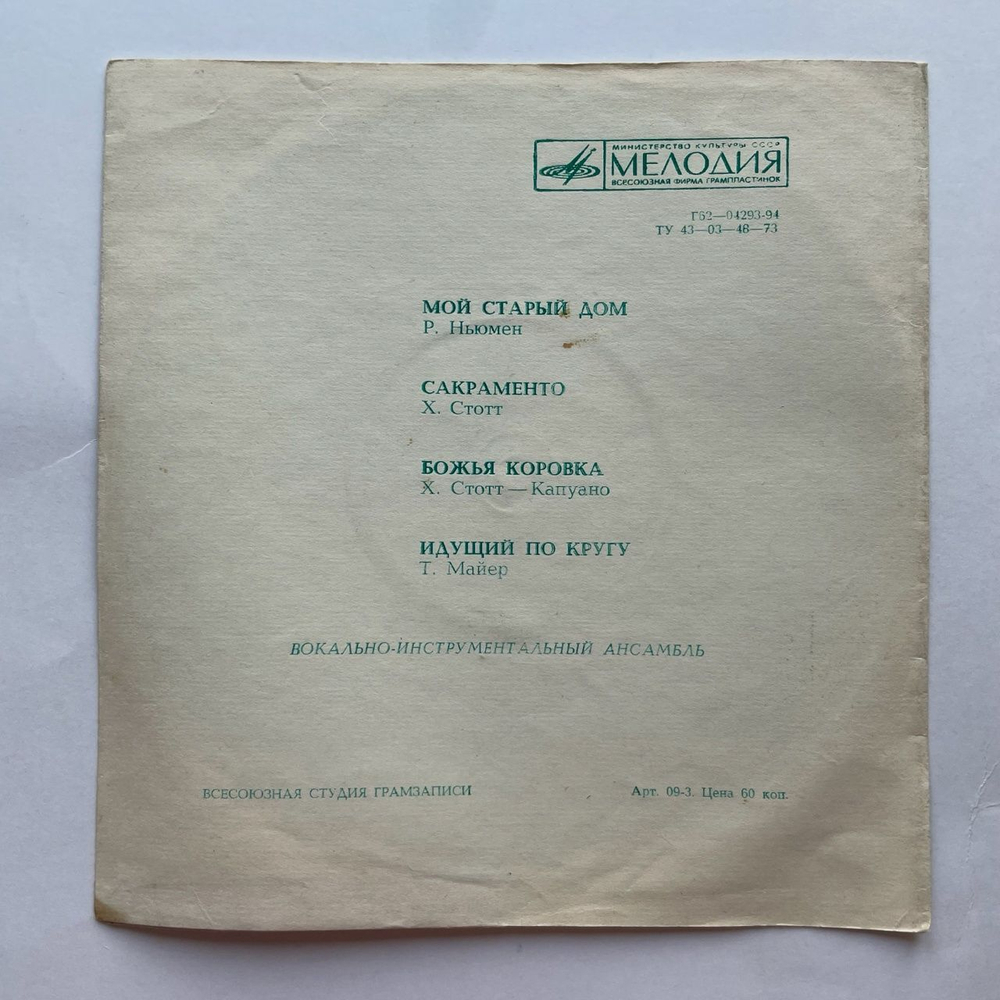 МИНИСТЕРСТВО КУЛЬТУРЫ СССР
МЕЛОДИЯ
ВСЕСОЮЗНАЯ ФИРМА ГРАМПЛАСТИНОК
Г62—04293-94
ТУ 43—03—48—73
МОЙ СТАРЫЙ ДОМ
Р. Ньюмен
САКРАМЕНТО
Х. Стотт
БОЖЬЯ КОРОВКА
Х. Стотт — Капуано
ИДУЩИЙ ПО КРУГУ
Т. Майер
ВОКАЛЬНО-ИНСТРУМЕНТАЛЬНЫЙ АНСАМБЛЬ
ВСЕСОЮЗНАЯ СТУДИЯ ГРАМЗАПИСИ
Арт. 09-3. Цена 60 коп.